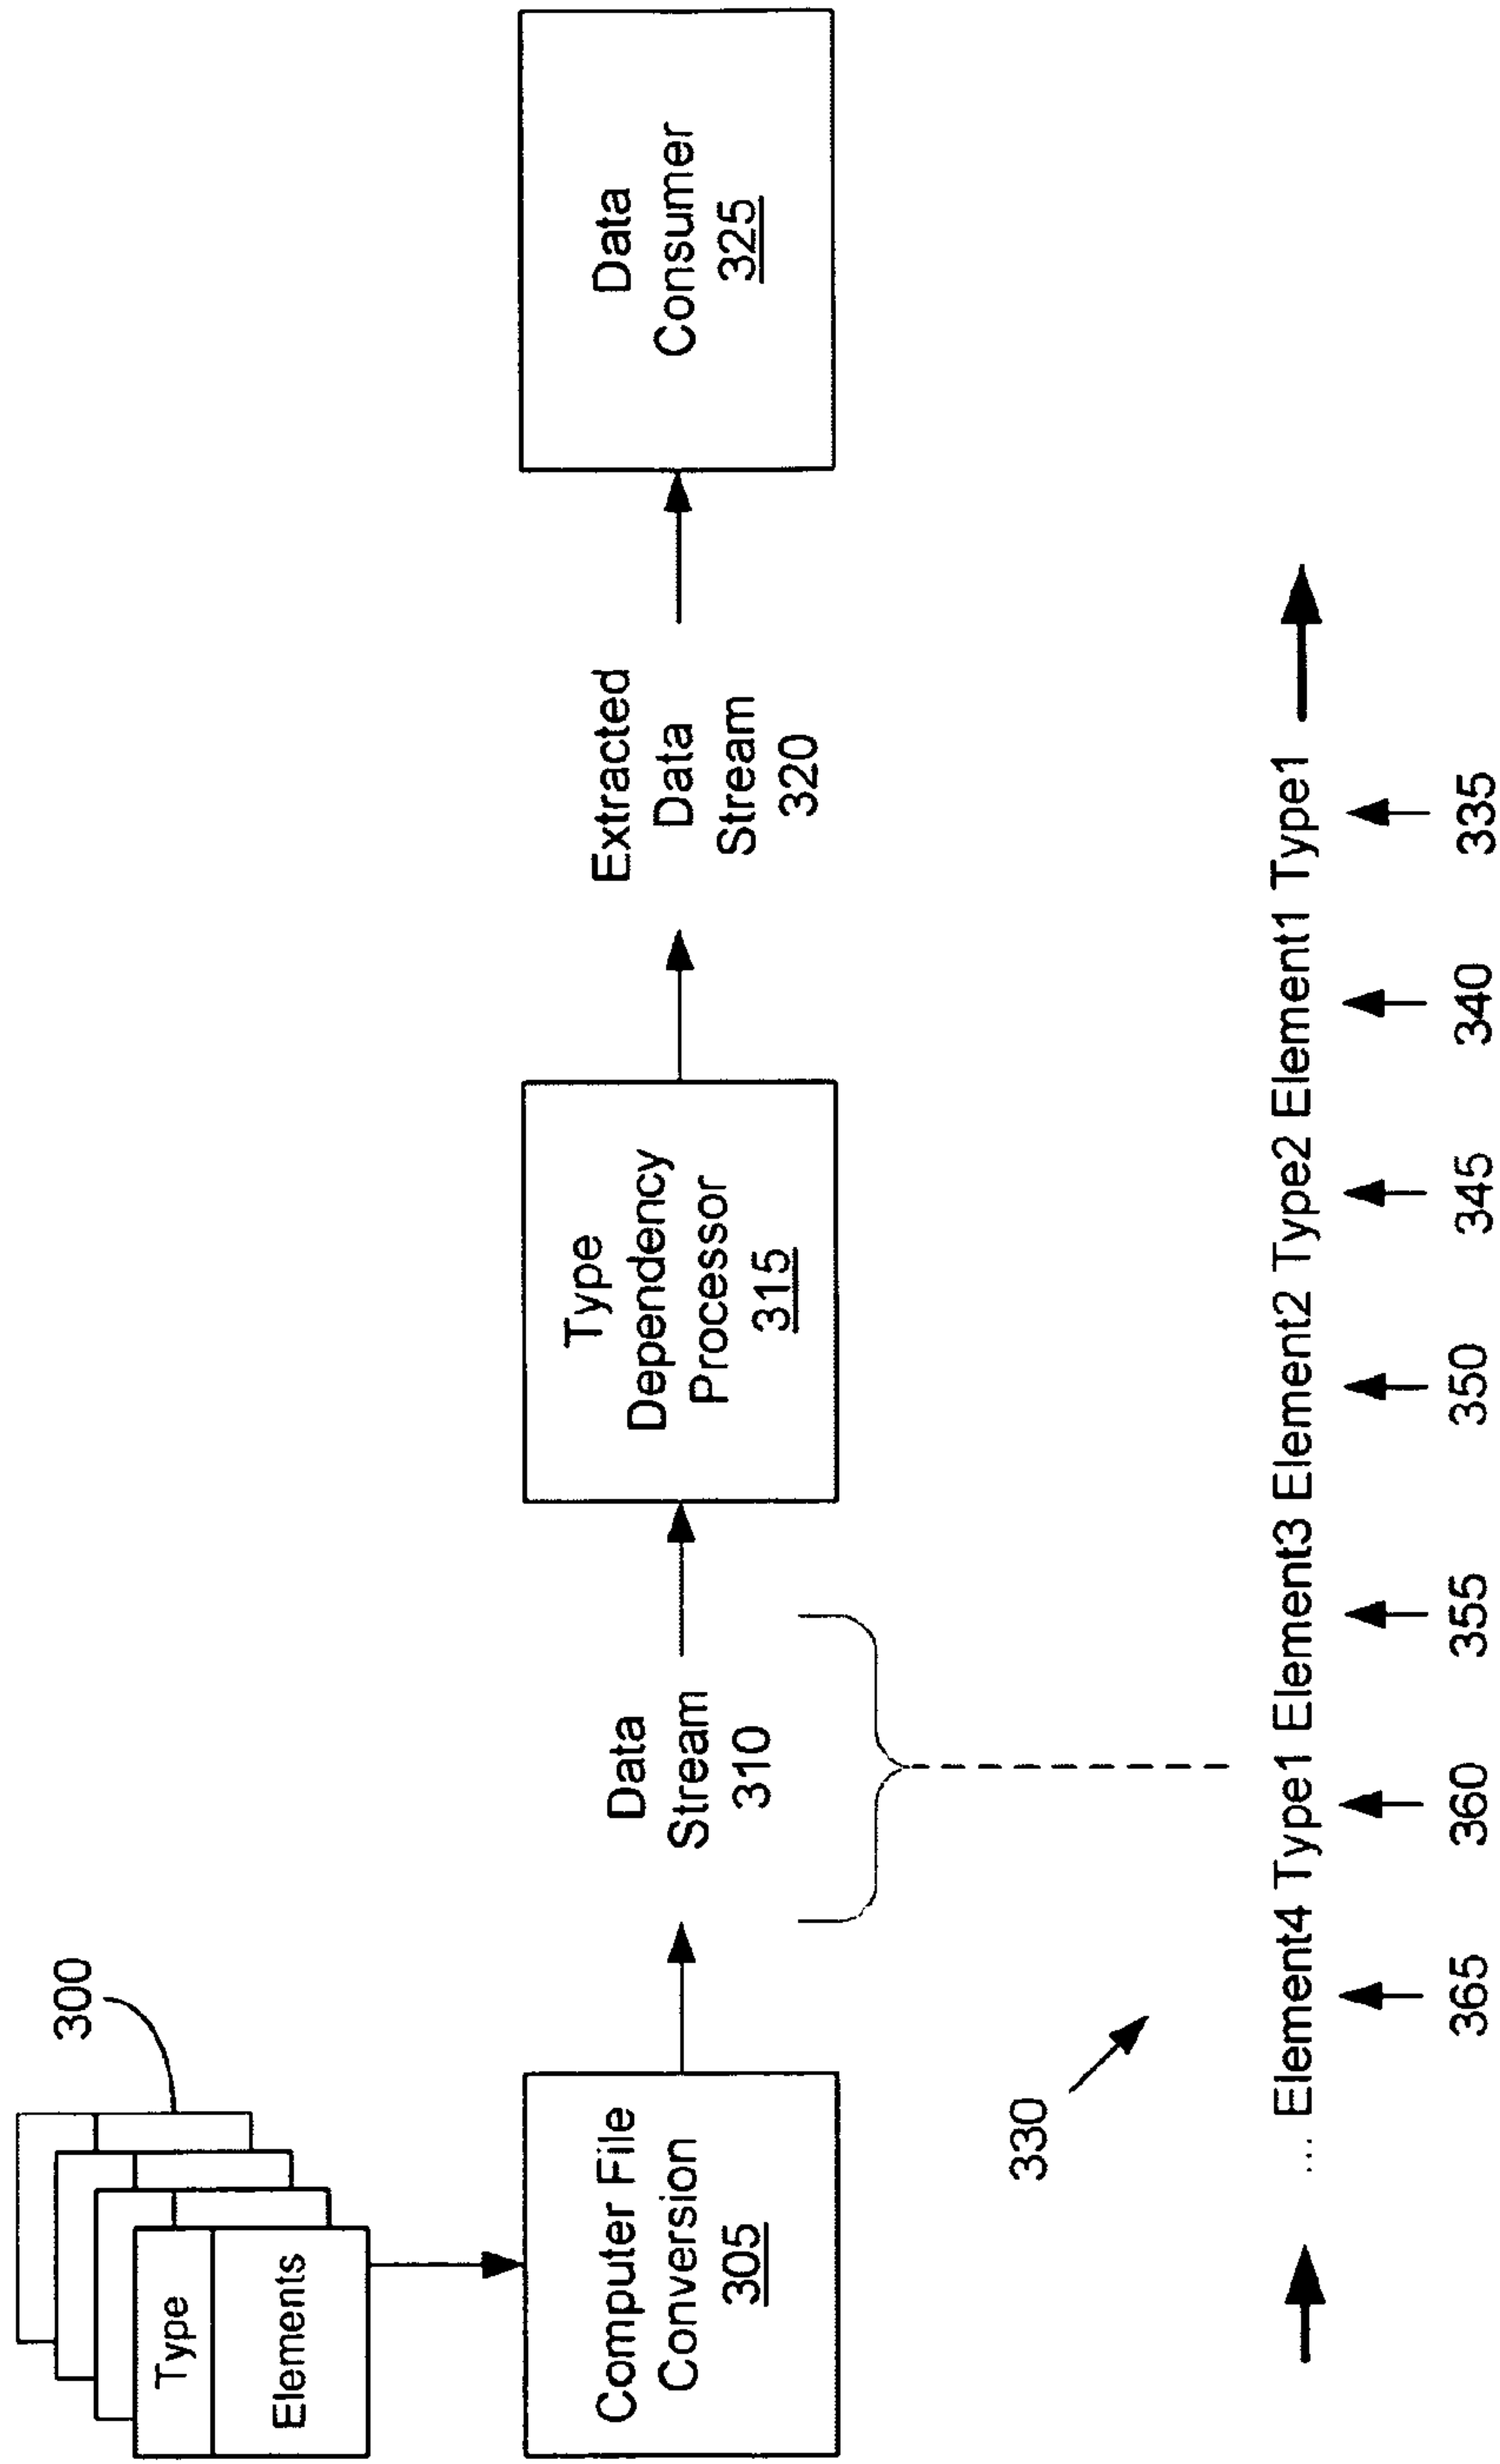 300
Type
Elements
Computer File
Conversion
305
Data
Stream
310
Type
Dependency
Processor
315
Extracted
Data
Stream
320
Data
Consumer
325
330
... Element4 Type1 Element3 Element2 Type2 Element1 Type1
365 360 355 350 345 340 335